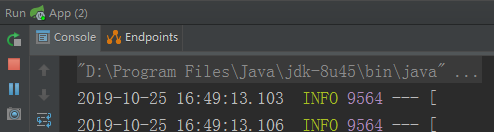 Run App (2)
Console Endpoints
"D:\Program Files\Java\jdk-8u45\bin\java" ...
2019-10-25 16:49:13.103 INFO 9564 --- [
2019-10-25 16:49:13.106 INFO 9564 --- [